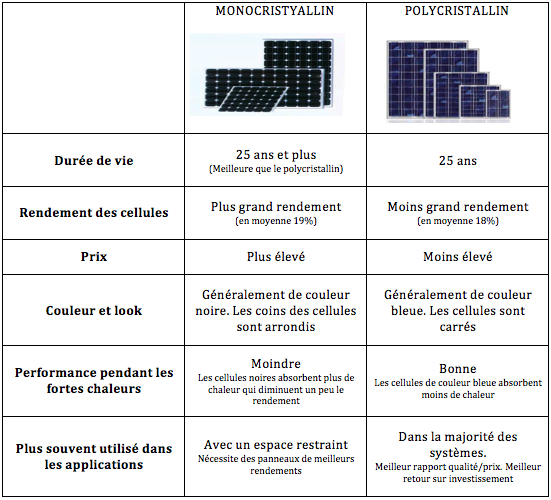 MONOCRISTYALLIN
POLYCRISTALLIN
Durée de vie
25 ans et plus
(Meilleure que le polycristallin)
25 ans
Rendement des cellules
Plus grand rendement
(en moyenne 19%)
Moins grand rendement
(en moyenne 18%)
Prix
Plus élevé
Moins élevé
Couleur et look
Généralement de couleur
noire. Les coins des cellules
sont arrondis
Généralement de couleur
bleue. Les cellules sont
carrés
Performance pendant les
fortes chaleurs
Moindre
Les cellules noires absorbent plus de
chaleur qui diminuent un peu le
rendement
Bonne
Les cellules de couleur bleue absorbent
moins de chaleur
Plus souvent utilisé dans
les applications
Avec un espace restraint
Nécessite des panneaux de meilleurs
rendements
Dans la majorité des
systèmes.
Meilleur rapport qualité/prix. Meilleur
retour sur investissement